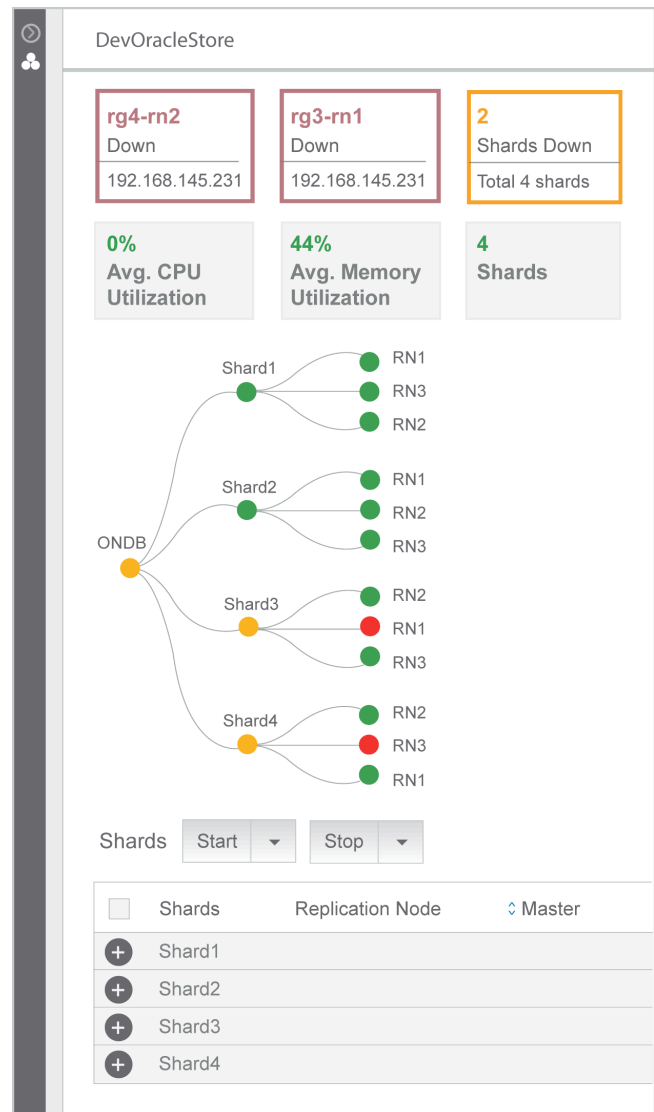 DevOracleStore
rg4-rn2
Down
192.168.145.231
rg3-rn1
Down
192.168.145.231
2
Shards Down
Total 4 shards
0%
Avg. CPU
Utilization
44%
Avg. Memory
Utilization
4
Shards
ONDB
Shard1
RN1
RN3
RN2
Shard2
RN1
RN2
RN3
Shard3
RN2
RN1
RN3
Shard4
RN2
RN3
RN1
Shards Start Stop
Shards Replication Node Master
Shard1
Shard2
Shard3
Shard4